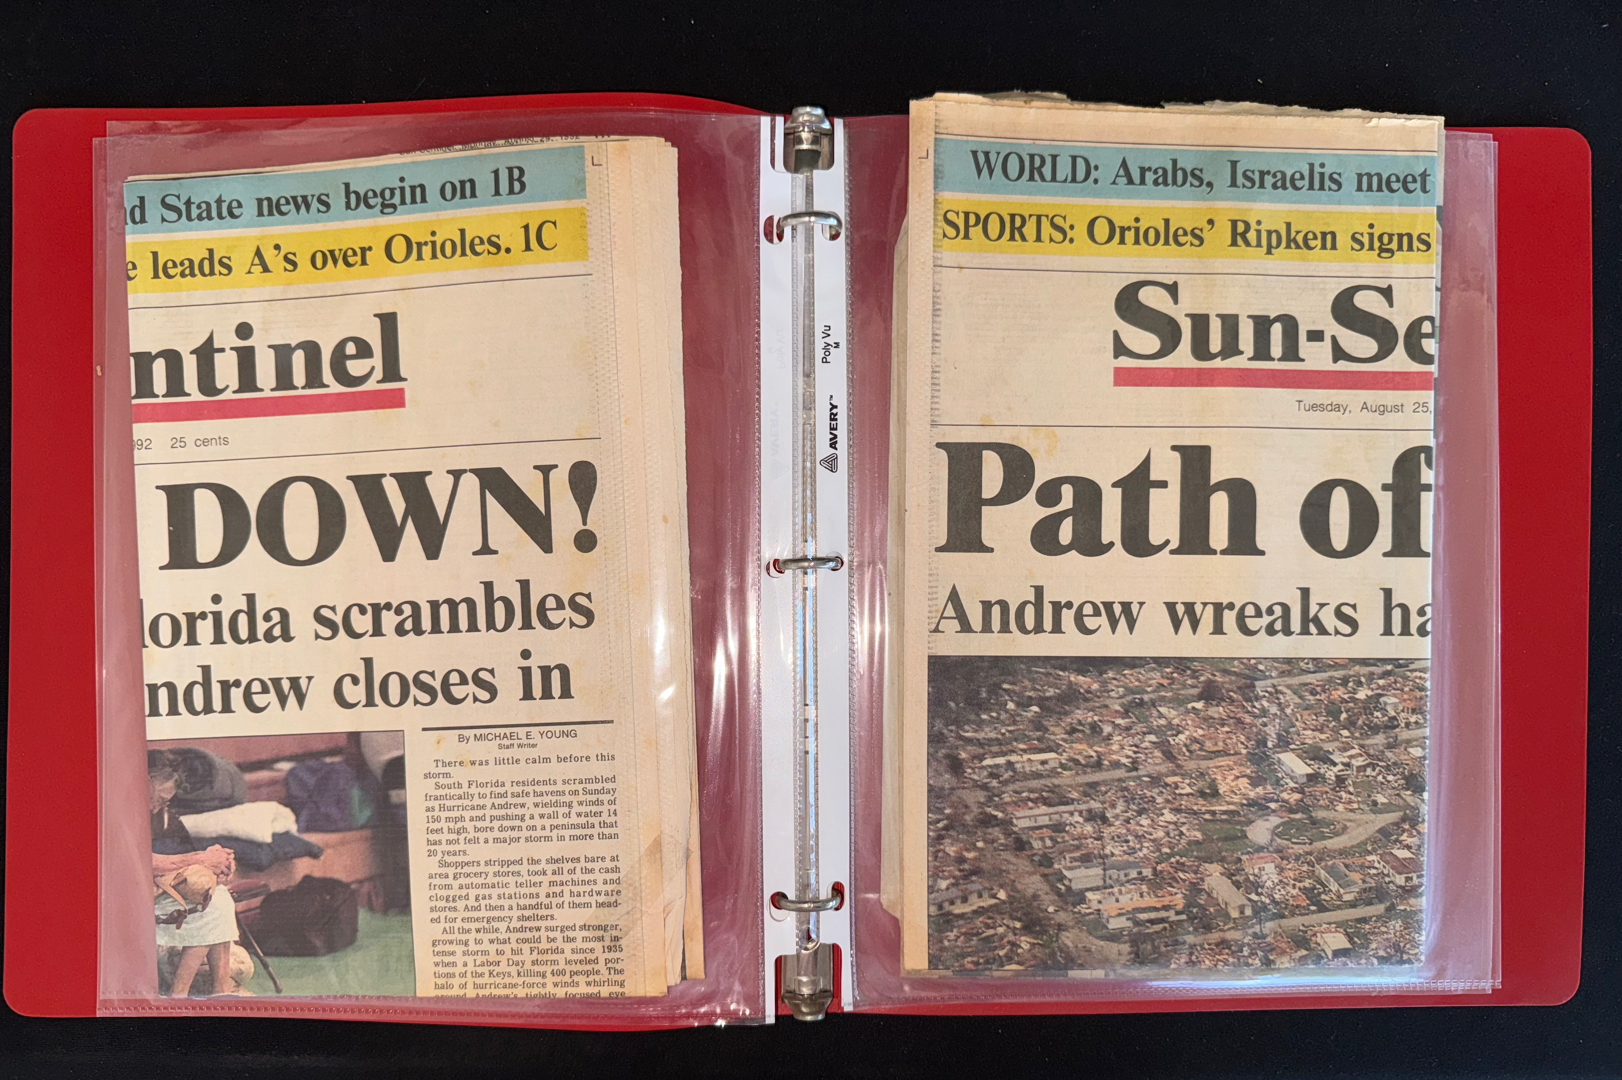 nd State news begin on 1B
e leads A's over Orioles. 1C
ntinel
992 25 cents
DOWN!
lorida scrambles
ndrew closes in
By MICHAEL E. YOUNG
Staff Writer
There was little calm before this
storm.
South Florida residents scrambled
frantically to find safe havens on Sunday
as Hurricane Andrew, wielding winds of
150 mph and pushing a wall of water 14
feet high, bore down on a peninsula that
has not felt a major storm in more than
20 years.
Shoppers stripped the shelves bare at
area grocery stores, took all of the cash
from automatic teller machines and
clogged gas stations and hardware
stores. And then a handful of them head-
ed for emergency shelters.
All the while, Andrew surged stronger,
growing to what could be the most in-
tense storm to hit Florida since 1935
when a Labor Day storm leveled por-
tions of the Keys, killing 400 people. The
halo of hurricane-force winds whirling
around Andrew's tightly focused eye
Poly Vu
M
AVERY™
WORLD: Arabs, Israelis meet
SPORTS: Orioles' Ripken signs
Sun-Se
Tuesday, August 25,
Path of
Andrew wreaks ha